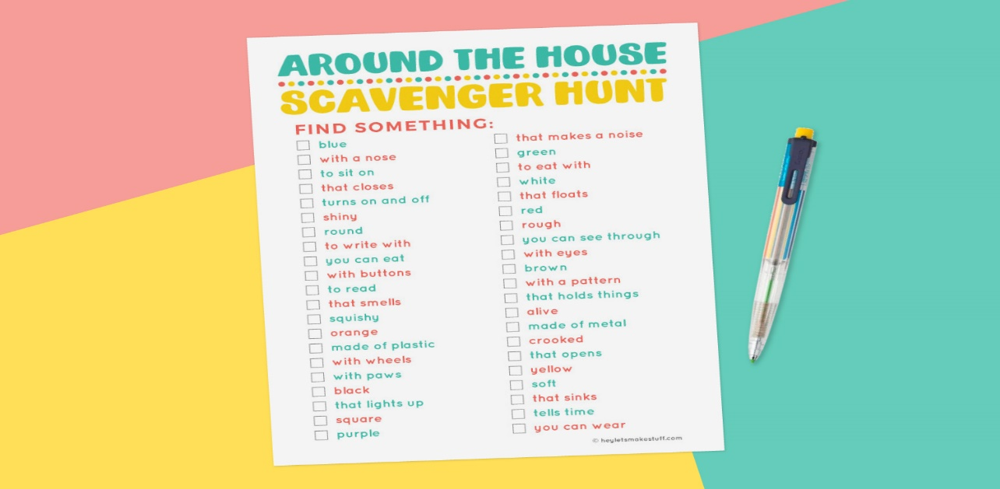 AROUND THE HOUSE
SCAVENGER HUNT
FIND SOMETHING:
blue
with a nose
to sit on
that closes
turns on and off
shiny
round
to write with
you can eat
with buttons
to read
that smells
squishy
orange
made of plastic
with wheels
with paws
black
that lights up
square
purple
that makes a noise
green
to eat with
white
that floats
red
rough
you can see through
with eyes
brown
with a pattern
that holds things
alive
made of metal
crooked
that opens
yellow
soft
that sinks
tells time
you can wear
© heyletsmakestuff.com